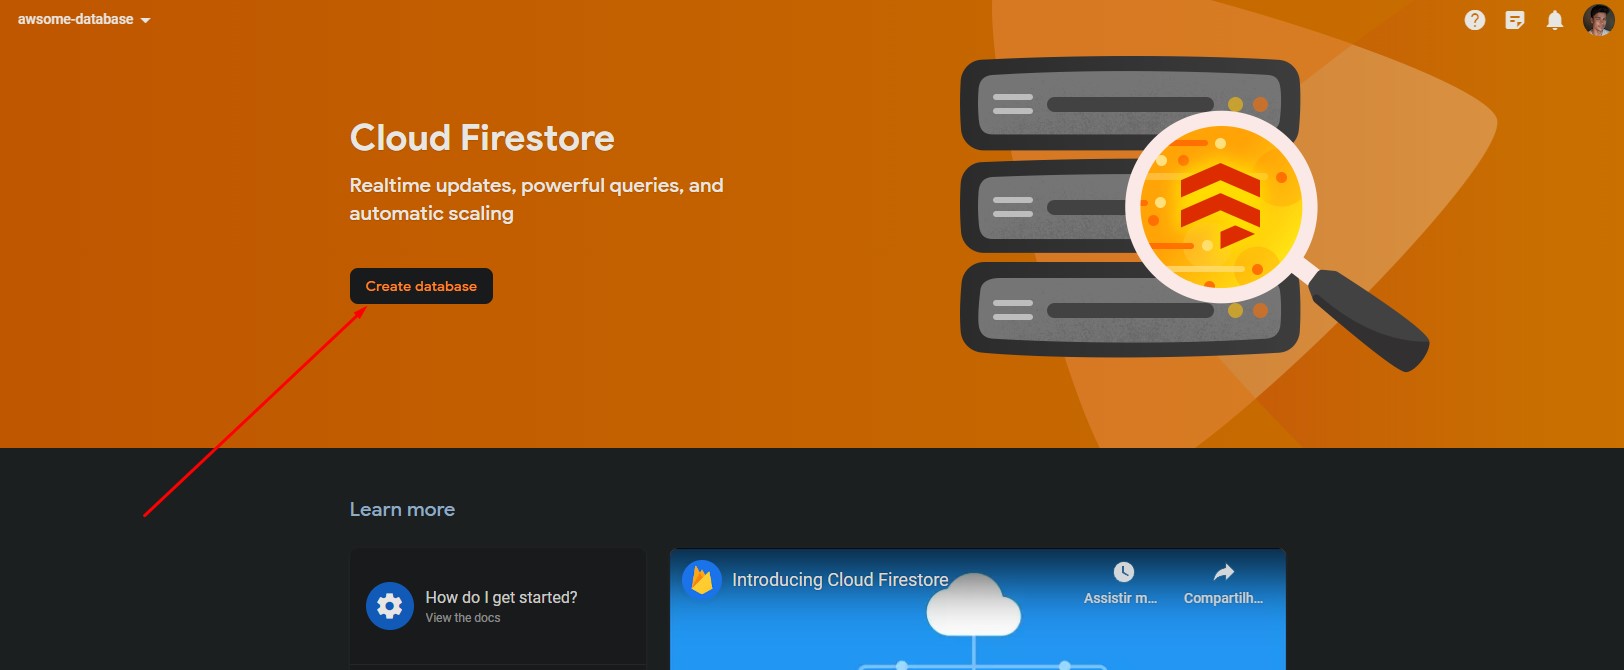 awsome-database
Cloud Firestore
Realtime updates, powerful queries, and
automatic scaling
Create database
Learn more
How do I get started?
View the docs
Introducing Cloud Firestore
Assistir m...
Compartilh...